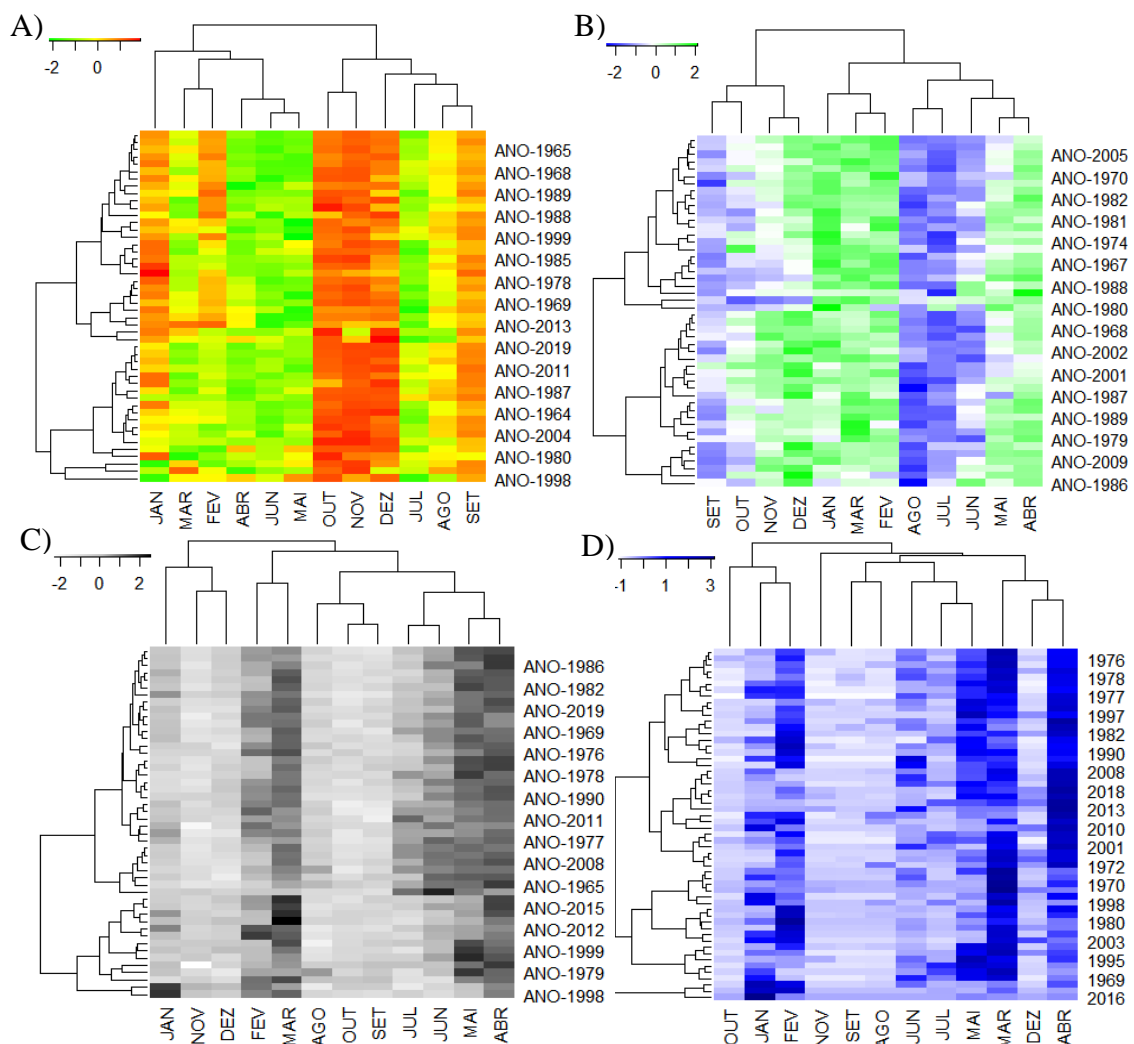 A)
-2 0
ANO-1965
ANO-1968
ANO-1989
ANO-1988
ANO-1999
ANO-1985
ANO-1978
ANO-1969
ANO-2013
ANO-2019
ANO-2011
ANO-1987
ANO-1964
ANO-2004
ANO-1980
ANO-1998
JAN MAR FEV ABR JUN MAI OUT NOV DEZ JUL AGO SET
B)
-2 0 2
ANO-2005
ANO-1970
ANO-1982
ANO-1981
ANO-1974
ANO-1967
ANO-1988
ANO-1980
ANO-1968
ANO-2002
ANO-2001
ANO-1987
ANO-1989
ANO-1979
ANO-2009
ANO-1986
SET OUT NOV DEZ JAN MAR FEV AGO JUL JUN MAI ABR
C)
-2 0 2
ANO-1986
ANO-1982
ANO-2019
ANO-1969
ANO-1976
ANO-1978
ANO-1990
ANO-2011
ANO-1977
ANO-2008
ANO-1965
ANO-2015
ANO-2012
ANO-1999
ANO-1979
ANO-1998
JAN NOV DEZ FEV MAR AGO OUT SET JUL JUN MAI ABR
D)
-1 1 3
1976
1978
1977
1997
1982
1990
2008
2018
2013
2010
2001
1972
1970
1998
1980
2003
1995
1969
2016
OUT JAN FEV NOV SET AGO JUN JUL MAI MAR DEZ ABR